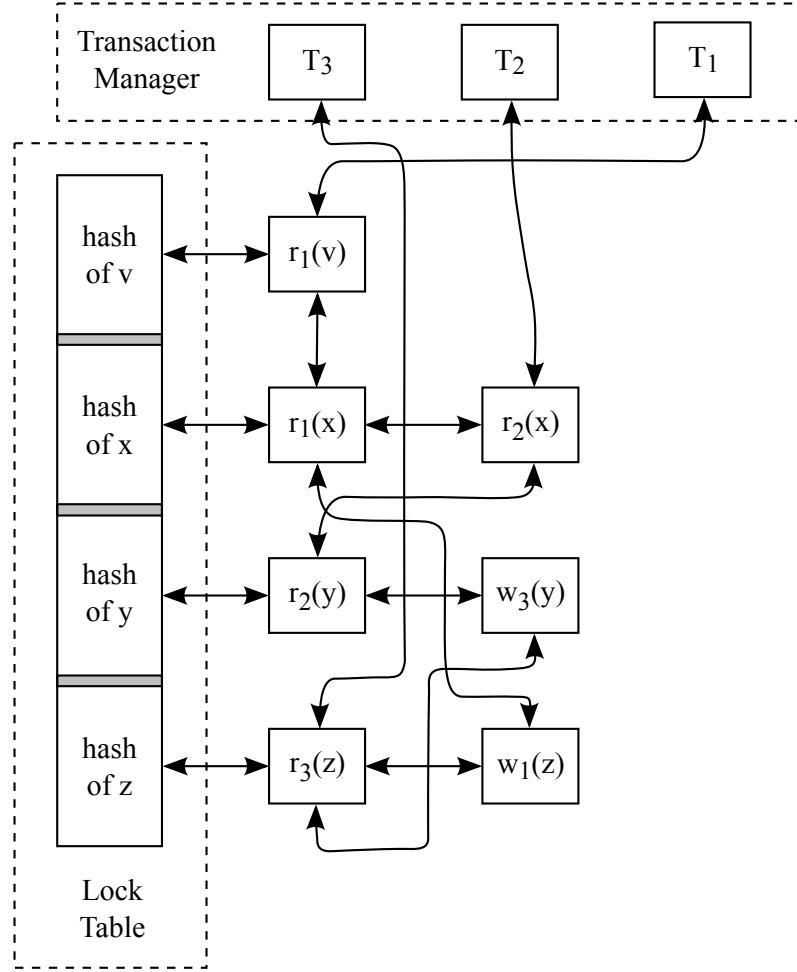 Transaction
Manager
T₃
T₂
T₁
hash
of v
r₁(v)
hash
of x
r₁(x)
r₂(x)
hash
of y
r₂(y)
w₃(y)
hash
of z
r₃(z)
w₁(z)
Lock
Table